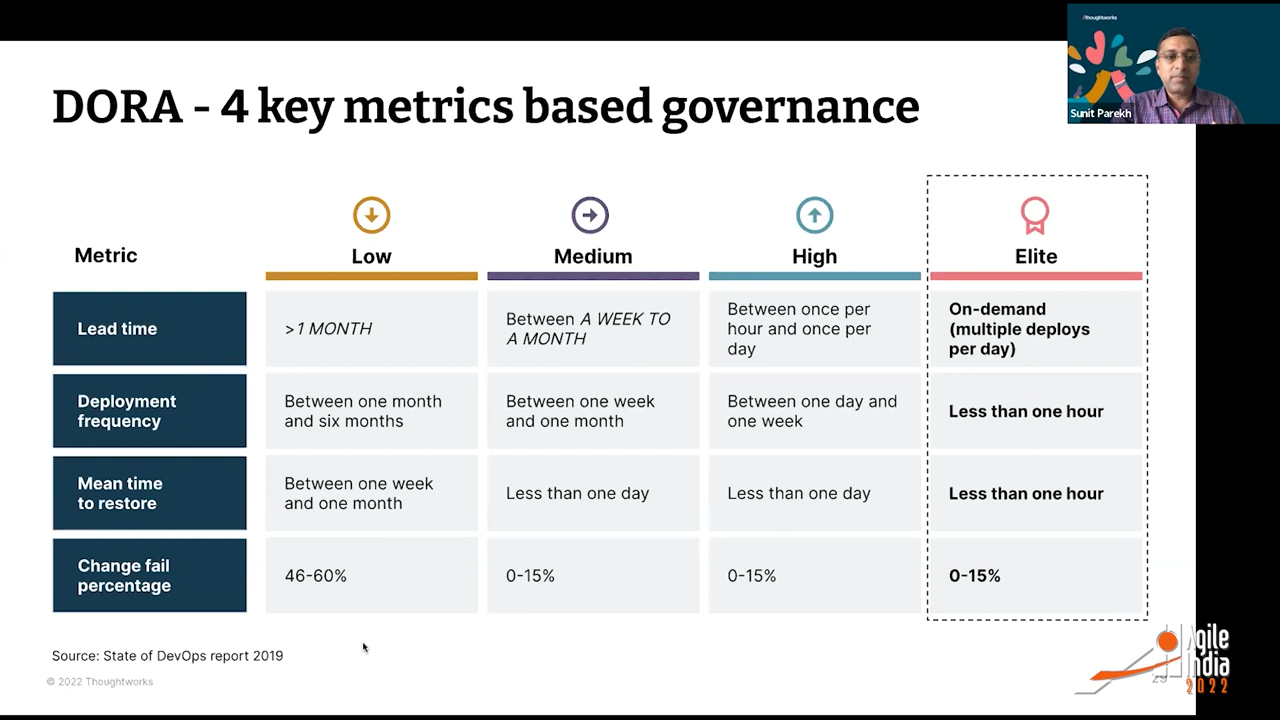 /thoughtworks
Sunit Parekh
DORA - 4 key metrics based governance
Metric
Low
Medium
High
Elite
Lead time
>1 MONTH
Between A WEEK TO
A MONTH
Between once per
hour and once per
day
On-demand
(multiple deploys
per day)
Deployment
frequency
Between one month
and six months
Between one week
and one month
Between one day and
one week
Less than one hour
Mean time
to restore
Between one week
and one month
Less than one day
Less than one day
Less than one hour
Change fail
percentage
46-60%
0-15%
0-15%
0-15%
Source: State of DevOps report 2019
© 2022 Thoughtworks
Agile
India
2022